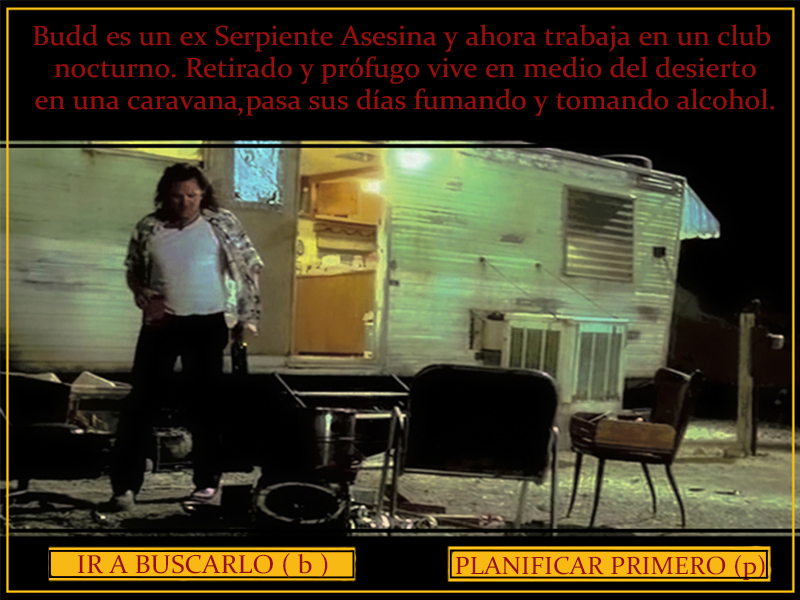 Budd es un ex Serpiente Asesina y ahora trabaja en un club
nocturno. Retirado y prófugo vive en medio del desierto
en una caravana,pasa sus días fumando y tomando alcohol.
IR A BUSCARLO ( b )
PLANIFICAR PRIMERO (p)